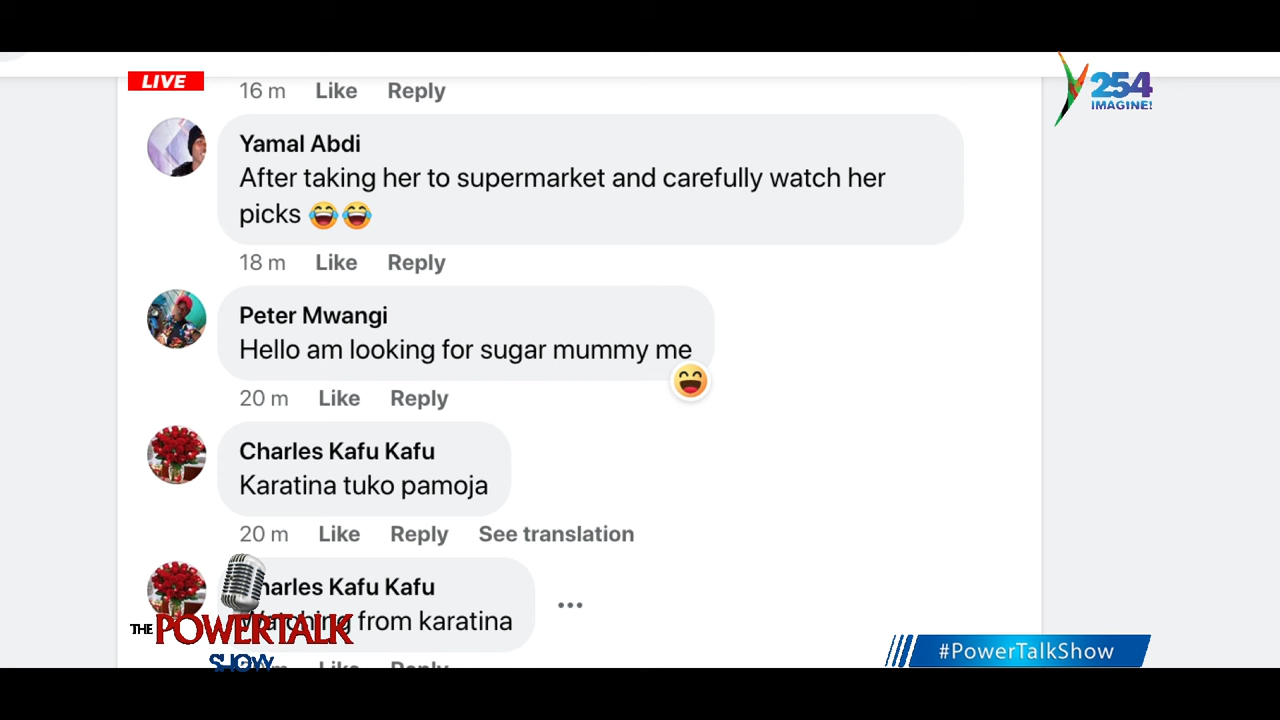 LIVE
254
IMAGINE!
16 m Like Reply
Yamal Abdi
After taking her to supermarket and carefully watch her
picks 😂😂
18 m Like Reply
Peter Mwangi
Hello am looking for sugar mummy me
20 m Like Reply
Charles Kafu Kafu
Karatina tuko pamoja
20 m Like Reply See translation
Charles Kafu Kafu
Watching from karatina
Like Reply
THE POWERTALK
SHOW
#PowerTalkShow